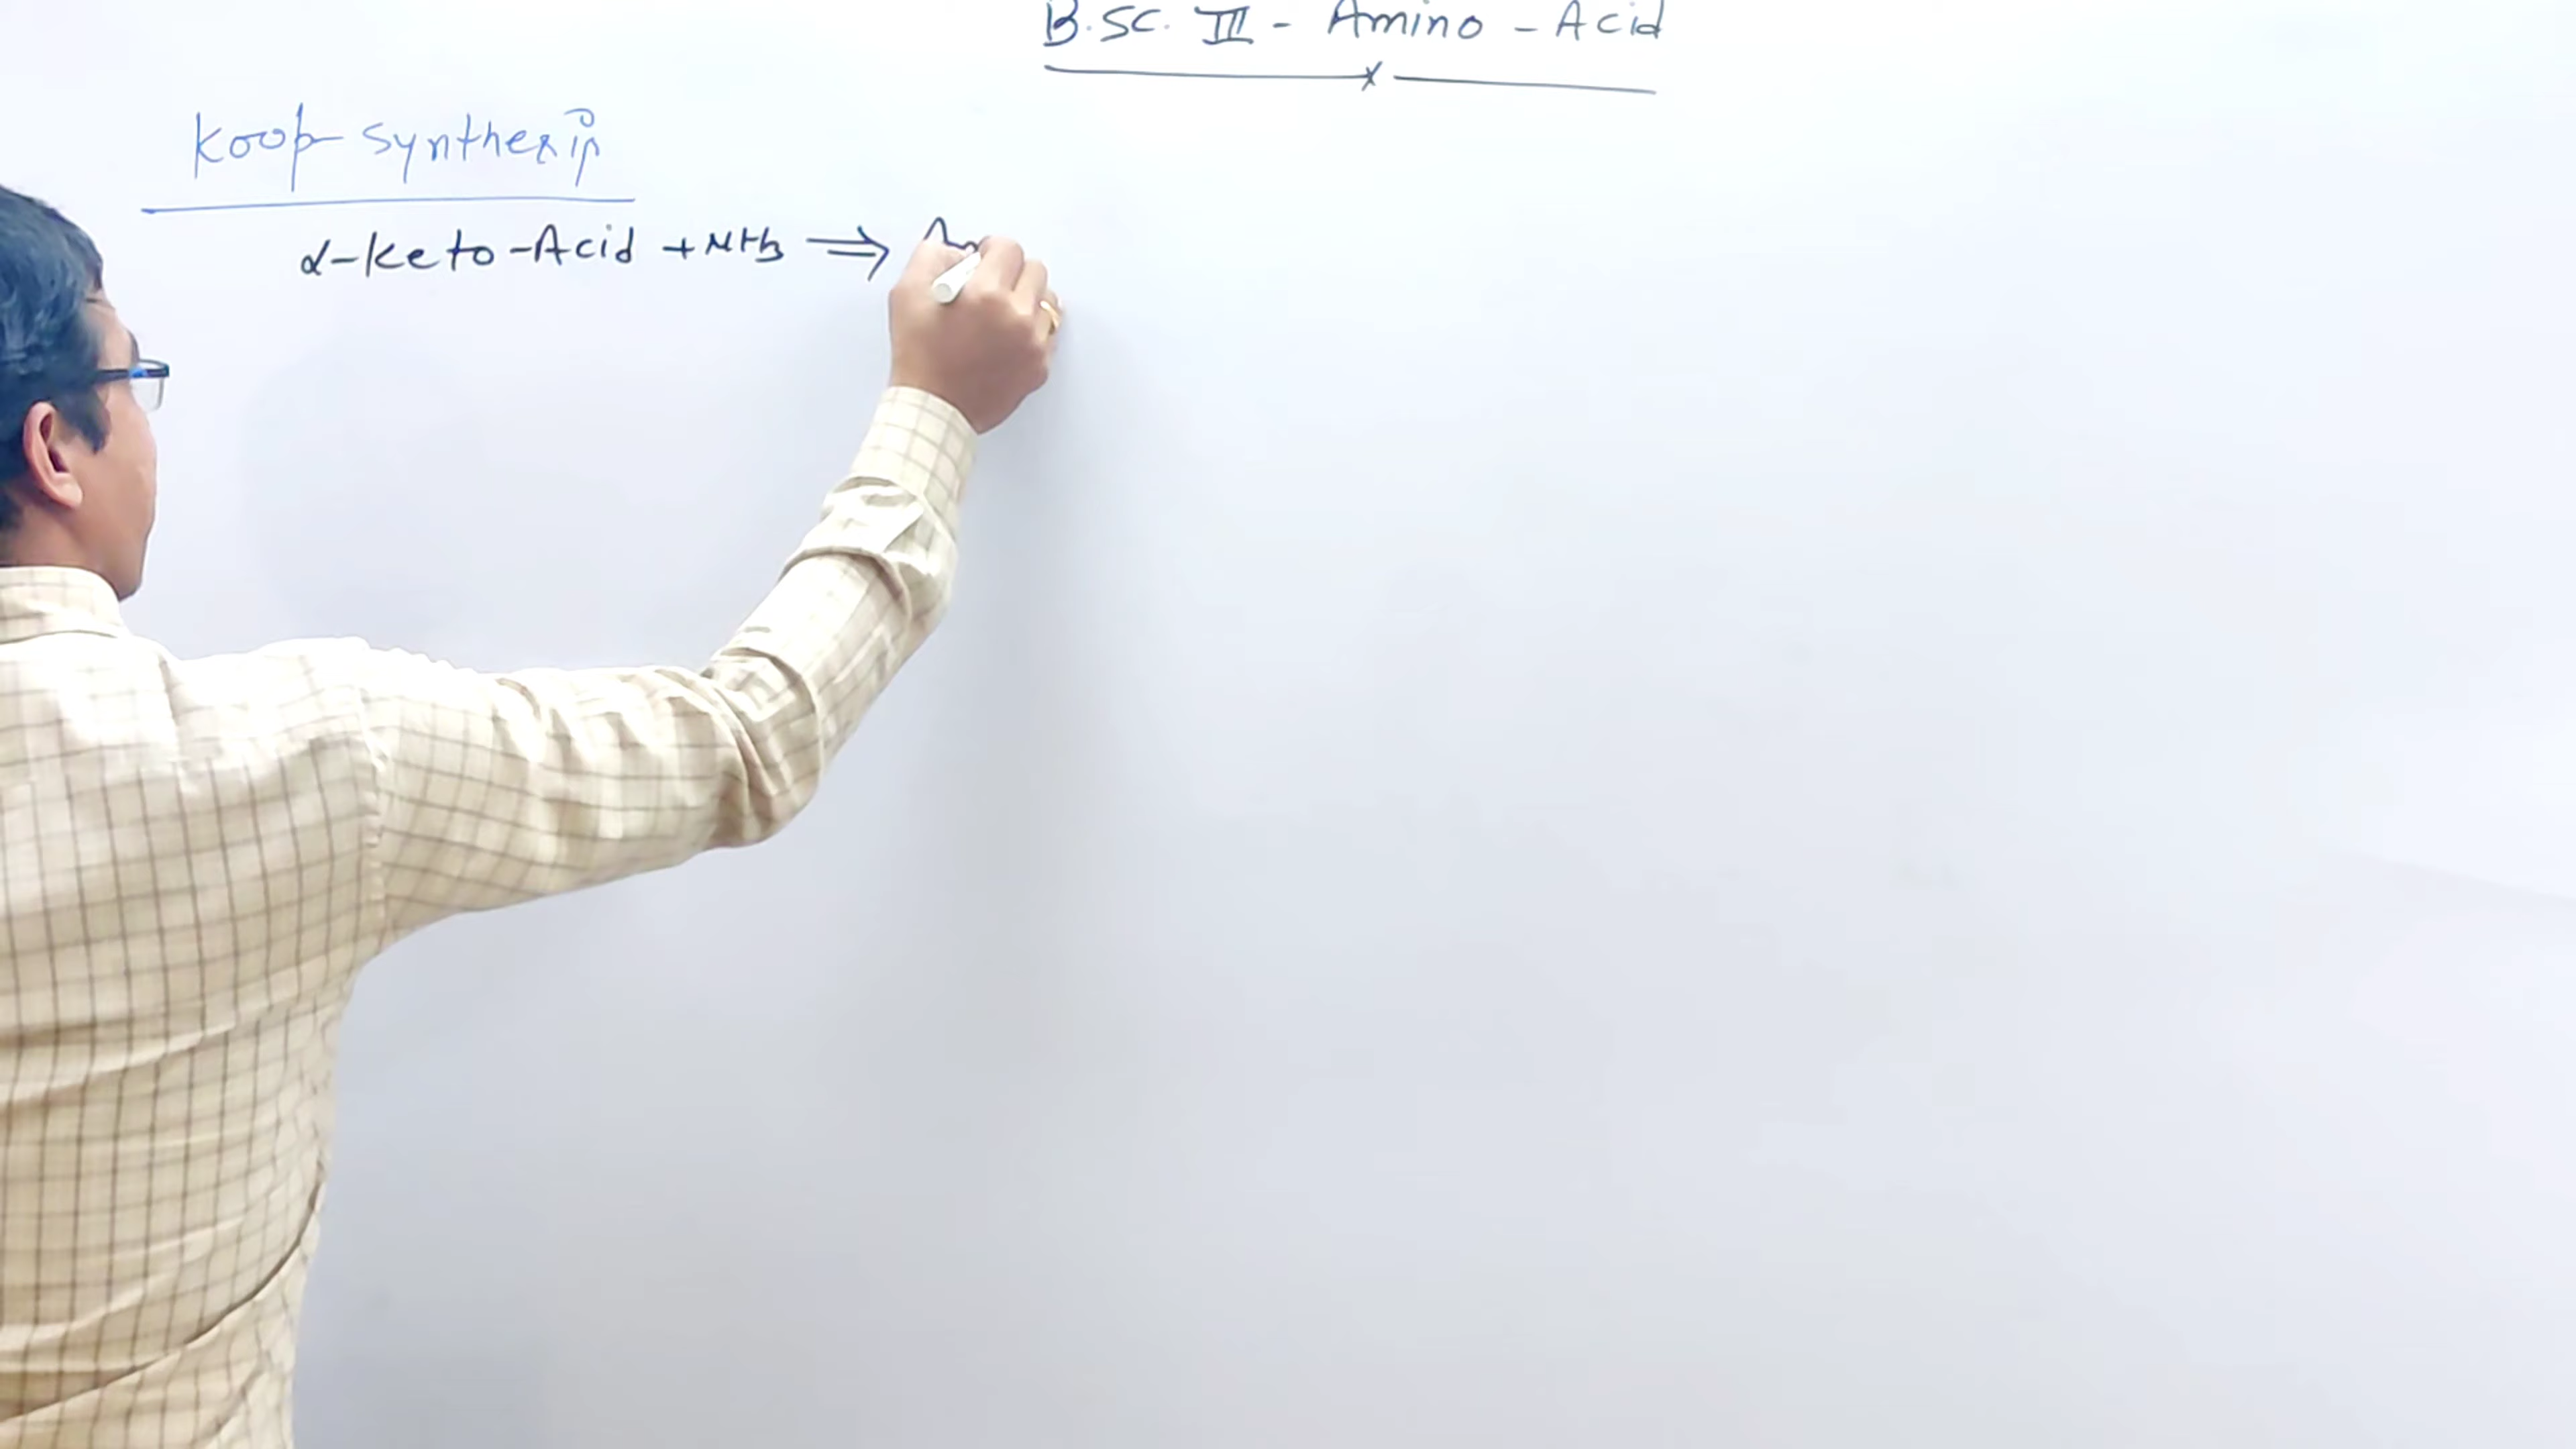 B.SC. III - Amino - Acid
Koop synthesis
α-keto-Acid + NH3 ⇒